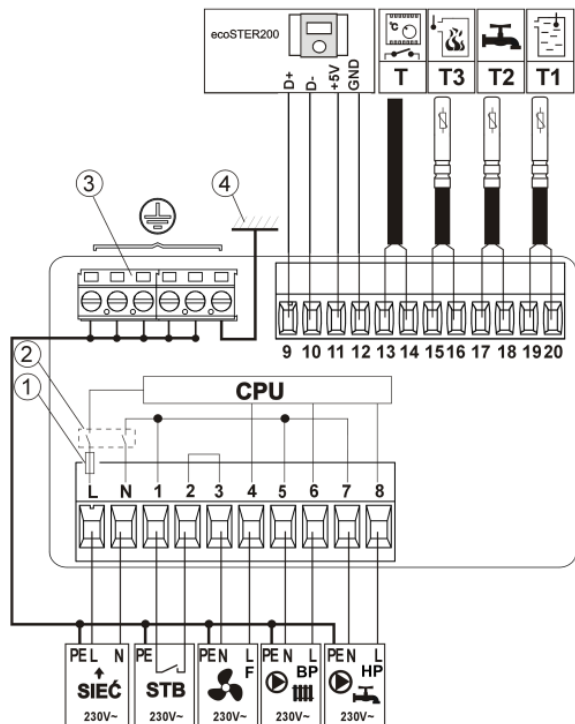 ecoSTER200
°C
D+ D- +5V GND
T T3 T2 T1
3 4
9 10 11 12 13 14 15 16 17 18 19 20
2
1
CPU
L N 1 2 3 4 5 6 7 8
PE L N PE PE N L PE N L PE N L
F BP HP
SIEĆ STB
230V~ 230V~ 230V~ 230V~ 230V~